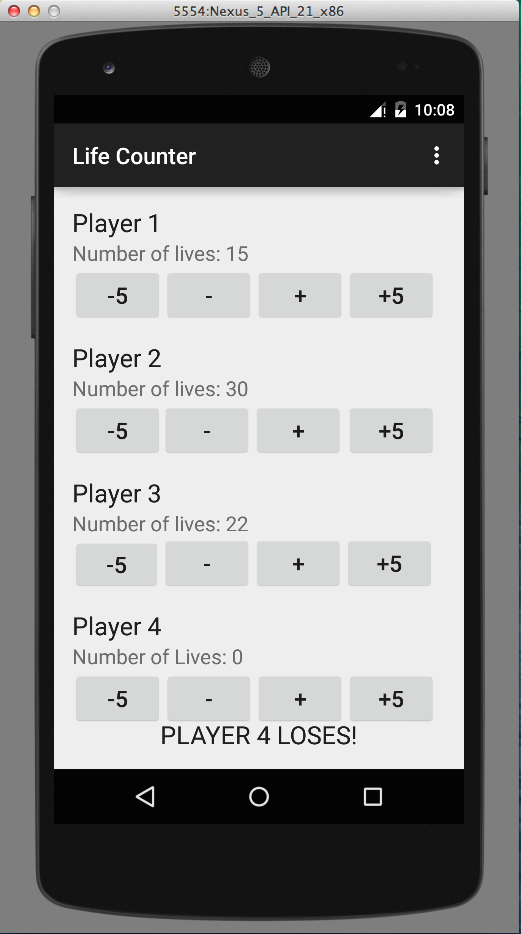 5554:Nexus_5_API_21_x86
10:08
Life Counter
Player 1
Number of lives: 15
-5 - + +5
Player 2
Number of lives: 30
-5 - + +5
Player 3
Number of lives: 22
-5 - + +5
Player 4
Number of Lives: 0
-5 - + +5
PLAYER 4 LOSES!